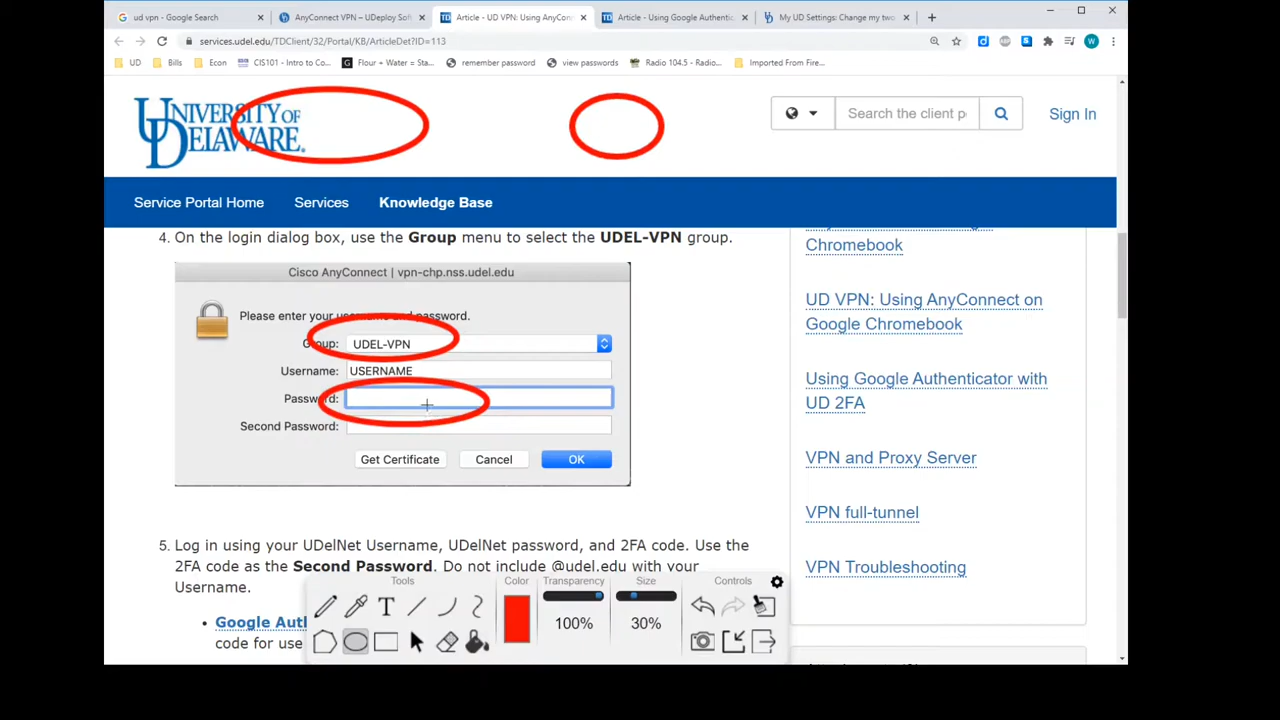 ud vpn - Google Search
AnyConnect VPN – UDeploy Soft
Article - UD VPN: Using AnyConn
Article - Using Google Authentic
My UD Settings: Change my two
services.udel.edu/TDClient/32/Portal/KB/ArticleDet?ID=113
UD
Bills
Econ
CIS101 - Intro to Co...
Flour + Water = Sta...
remember password
view passwords
Radio 104.5 - Radio...
Imported From Fire...
W
UNIVERSITY OF
DELAWARE.
Search the client p
Sign In
Service Portal Home
Services
Knowledge Base
4. On the login dialog box, use the Group menu to select the UDEL-VPN group.
Cisco AnyConnect | vpn-chp.nss.udel.edu
Please enter your username and password.
Group:
UDEL-VPN
Username:
USERNAME
Password:
Second Password:
Get Certificate
Cancel
OK
5. Log in using your UDelNet Username, UDelNet password, and 2FA code. Use the
2FA code as the Second Password. Do not include @udel.edu with your
Username.
• Google Aut
code for use
Chromebook
UD VPN: Using AnyConnect on
Google Chromebook
Using Google Authenticator with
UD 2FA
VPN and Proxy Server
VPN full-tunnel
VPN Troubleshooting
Tools
Color
Transparency
Size
Controls
T
100%
30%